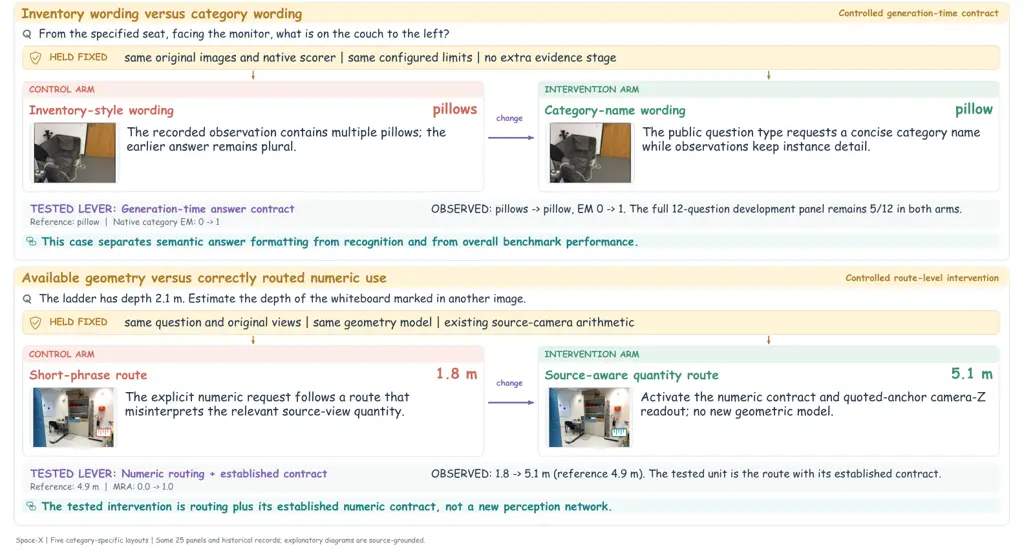 Inventory wording versus category wording
Controlled generation-time contract
Q From the specified seat, facing the monitor, what is on the couch to the left?
HELD FIXED same original images and native scorer | same configured limits | no extra evidence stage
CONTROL ARM
Inventory-style wording
pillows
The recorded observation contains multiple pillows; the
earlier answer remains plural.
change
INTERVENTION ARM
Category-name wording
pillow
The public question type requests a concise category name
while observations keep instance detail.
TESTED LEVER: Generation-time answer contract
Reference: pillow | Native category EM: 0 -> 1
OBSERVED: pillows -> pillow, EM 0 -> 1. The full 12-question development panel remains 5/12 in both arms.
This case separates semantic answer formatting from recognition and from overall benchmark performance.
Available geometry versus correctly routed numeric use
Controlled route-level intervention
Q The ladder has depth 2.1 m. Estimate the depth of the whiteboard marked in another image.
HELD FIXED same question and original views | same geometry model | existing source-camera arithmetic
CONTROL ARM
Short-phrase route
1.8 m
The explicit numeric request follows a route that
misinterprets the relevant source-view quantity.
change
INTERVENTION ARM
Source-aware quantity route
5.1 m
Activate the numeric contract and quoted-anchor camera-Z
readout; no new geometric model.
TESTED LEVER: Numeric routing + established contract
Reference: 4.9 m | MRA: 0.0 -> 1.0
OBSERVED: 1.8 -> 5.1 m (reference 4.9 m). The tested unit is the route with its established contract.
The tested intervention is routing plus its established numeric contract, not a new perception network.
Space-X | Five category-specific layouts | Same 25 panels and historical records; explanatory diagrams are source-grounded.